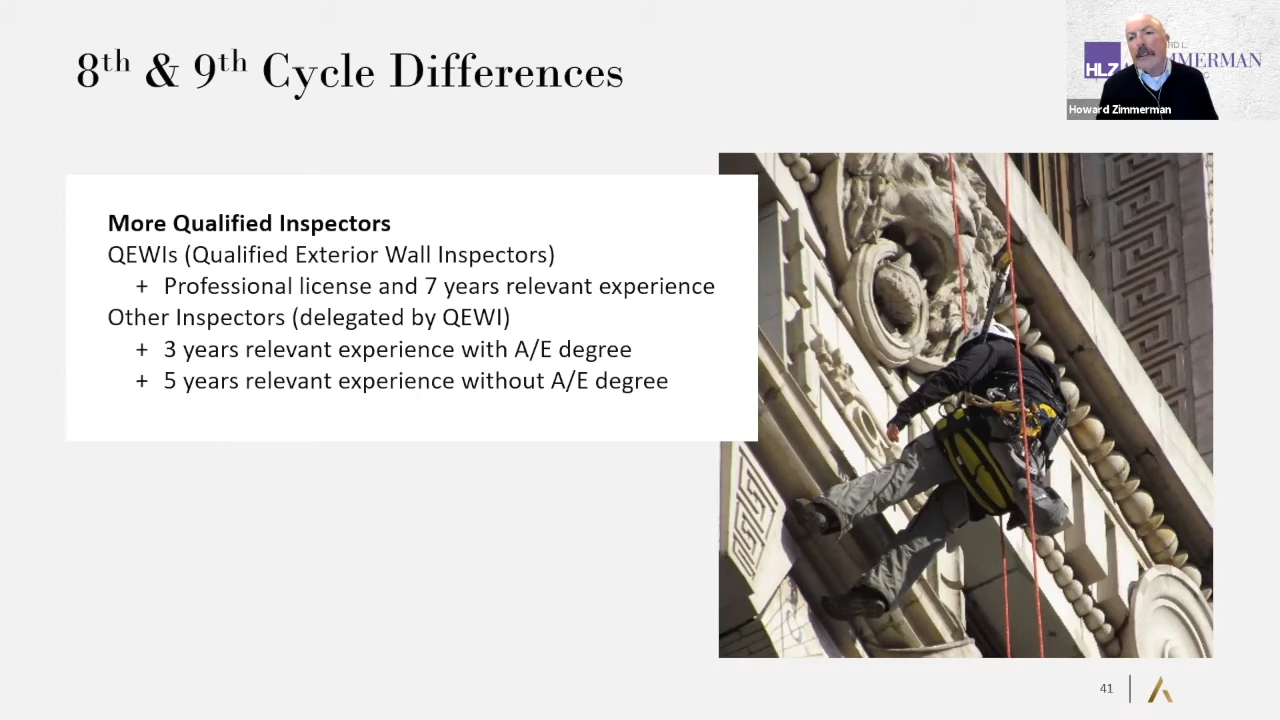 8th & 9th Cycle Differences
HLZ
RD L.
MMERMAN
C
Howard Zimmerman
More Qualified Inspectors
QEWIs (Qualified Exterior Wall Inspectors)
+ Professional license and 7 years relevant experience
Other Inspectors (delegated by QEWI)
+ 3 years relevant experience with A/E degree
+ 5 years relevant experience without A/E degree
41